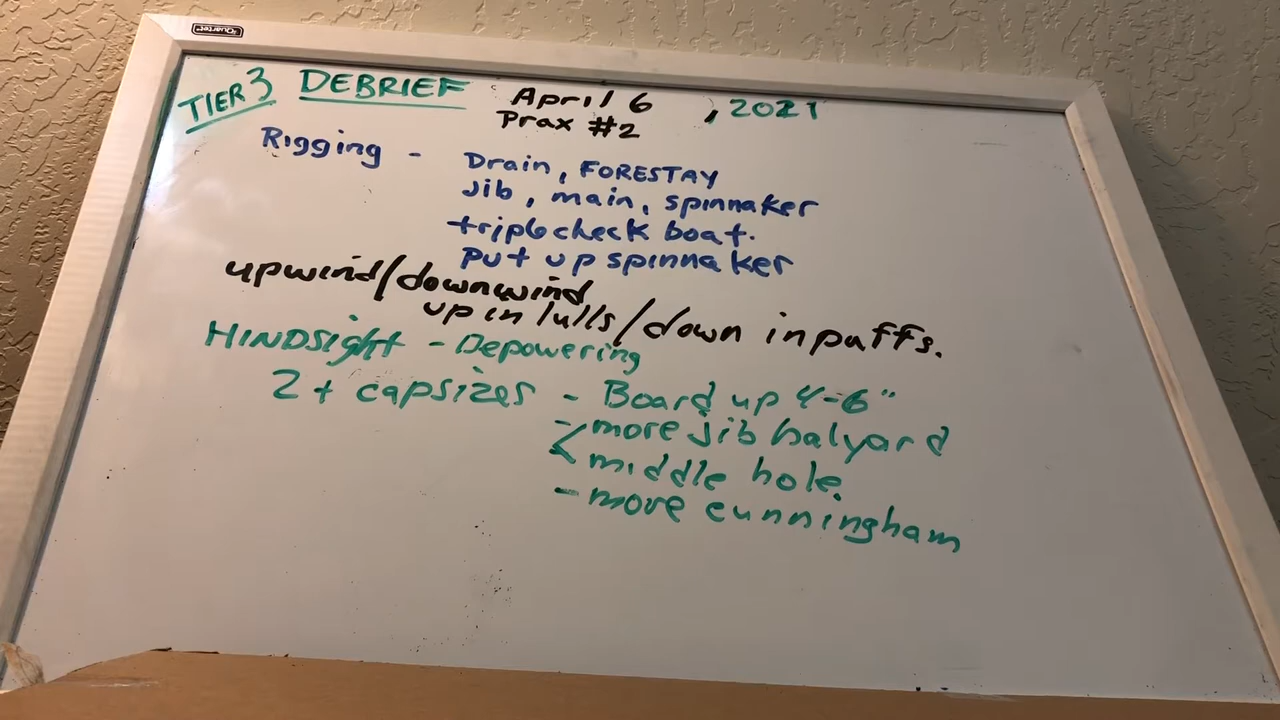 Quartet
TIER 3 DEBRIEF April 6, 2021
Prax #2
Rigging - Drain, FORESTAY
Jib, main, spinnaker
triple check boat.
Put up spinnaker
upwind/downwind
up in lulls/down in puffs.
HINDSight - Depowering
2+ capsizes - Board up 4-6"
- more jib halyard
< middle hole.
- more cunningham